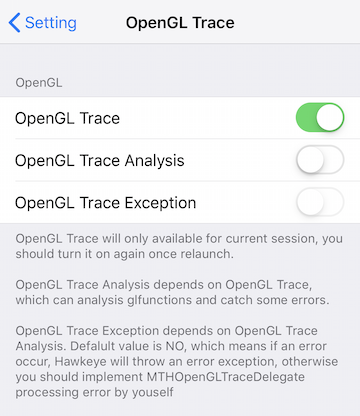 Setting
OpenGL Trace
OpenGL
OpenGL Trace
OpenGL Trace Analysis
OpenGL Trace Exception
OpenGL Trace will only available for current session, you
should turn it on again once relaunch.
OpenGL Trace Analysis depends on OpenGL Trace,
which can analysis glfunctions and catch some errors.
OpenGL Trace Exception depends on OpenGL Trace
Analysis. Defalult value is NO, which means if an error
occur, Hawkeye will throw an error exception, otherwise
you should implement MTHOpenGLTraceDelegate
processing error by youself